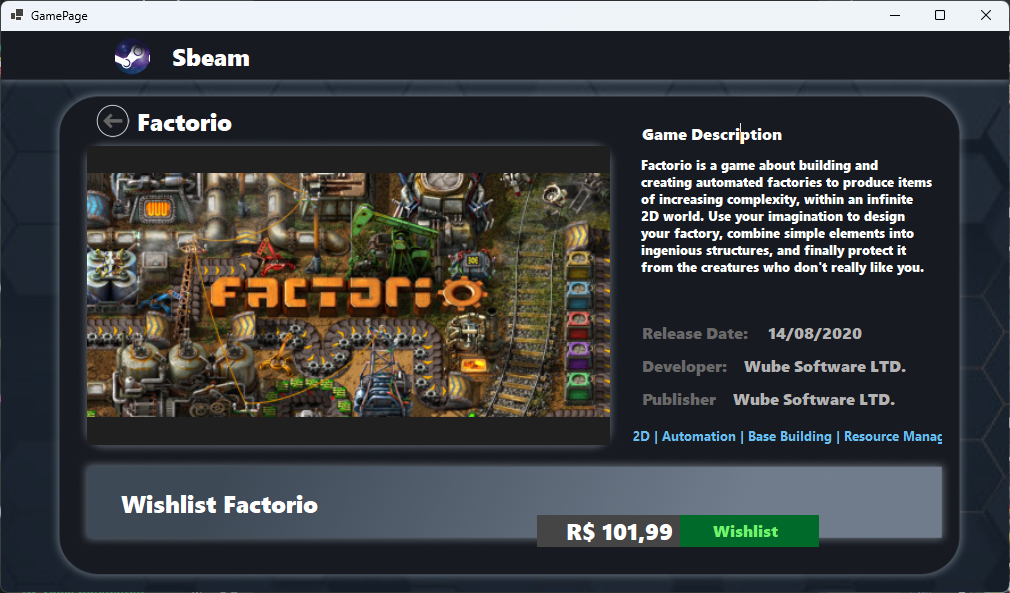 GamePage
Sbeam
Factorio
FACTORIO
Game Description
Factorio is a game about building and
creating automated factories to produce items
of increasing complexity, within an infinite
2D world. Use your imagination to design
your factory, combine simple elements into
ingenious structures, and finally protect it
from the creatures who don't really like you.
Release Date: 14/08/2020
Developer: Wube Software LTD.
Publisher Wube Software LTD.
2D | Automation | Base Building | Resource Manag
Wishlist Factorio
R$ 101,99
Wishlist